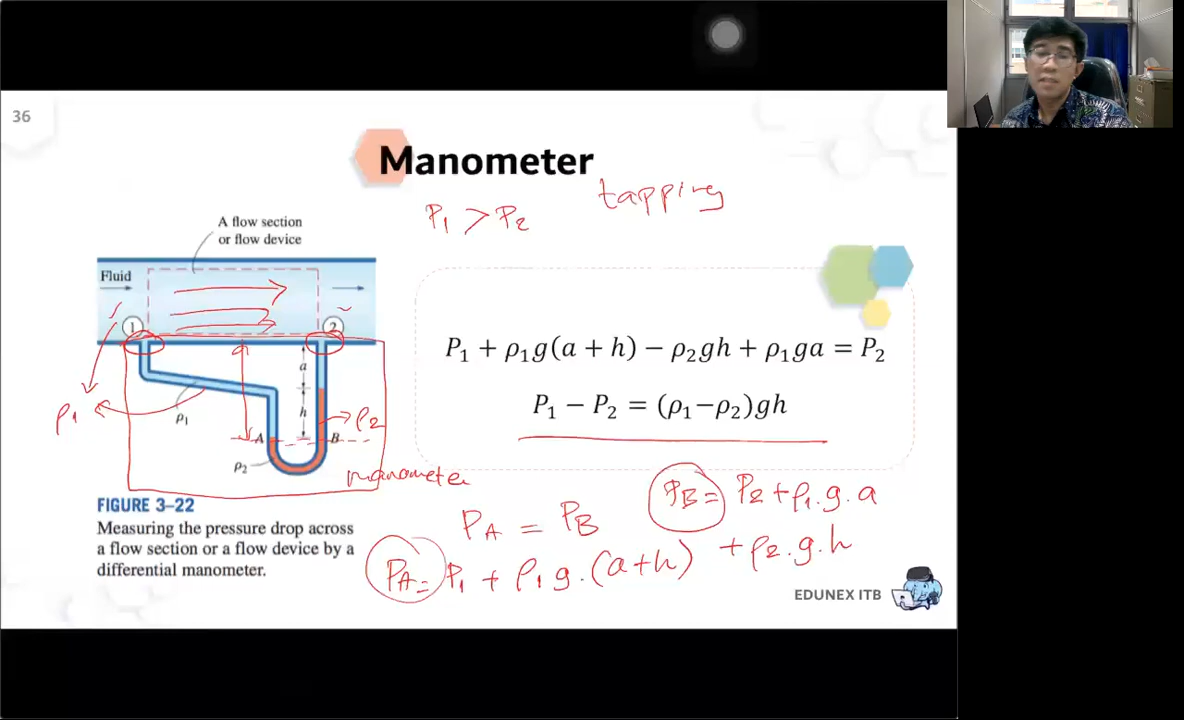 36
Manometer
tapping
P1 > P2
A flow section
or flow device
Fluid
1
2
a
h
ρ1
ρ1
ρ2
A
B
ρ2
manometer
P₁ + ρ₁g(a + h) − ρ₂gh + ρ₁ga = P₂
P₁ − P₂ = (ρ₁−ρ₂)gh
FIGURE 3–22
Measuring the pressure drop across
a flow section or a flow device by a
differential manometer.
PA = PB
PB = P2 + ρ1.g.a
+ ρ2.g.h
PA = P1 + ρ1 g.(a+h)
EDUNEX ITB